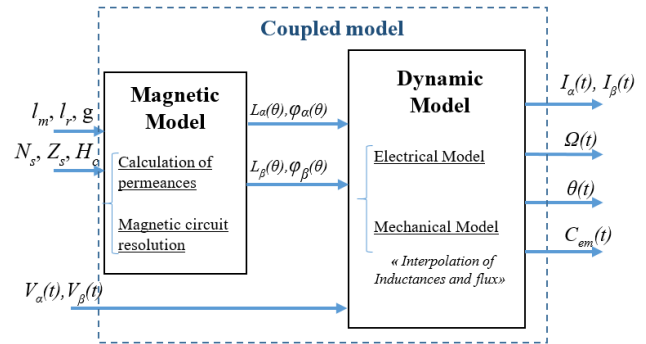 Coupled model
Magnetic
Model
Dynamic
Model
l_m, l_r, g
N_s, Z_s, H_c
Calculation of
permeances
Magnetic circuit
resolution
L_α(θ),φ_α(θ)
L_β(θ),φ_β(θ)
Electrical Model
Mechanical Model
« Interpolation of
Inductances and flux»
V_α(t),V_β(t)
I_α(t), I_β(t)
Ω(t)
θ(t)
C_em(t)